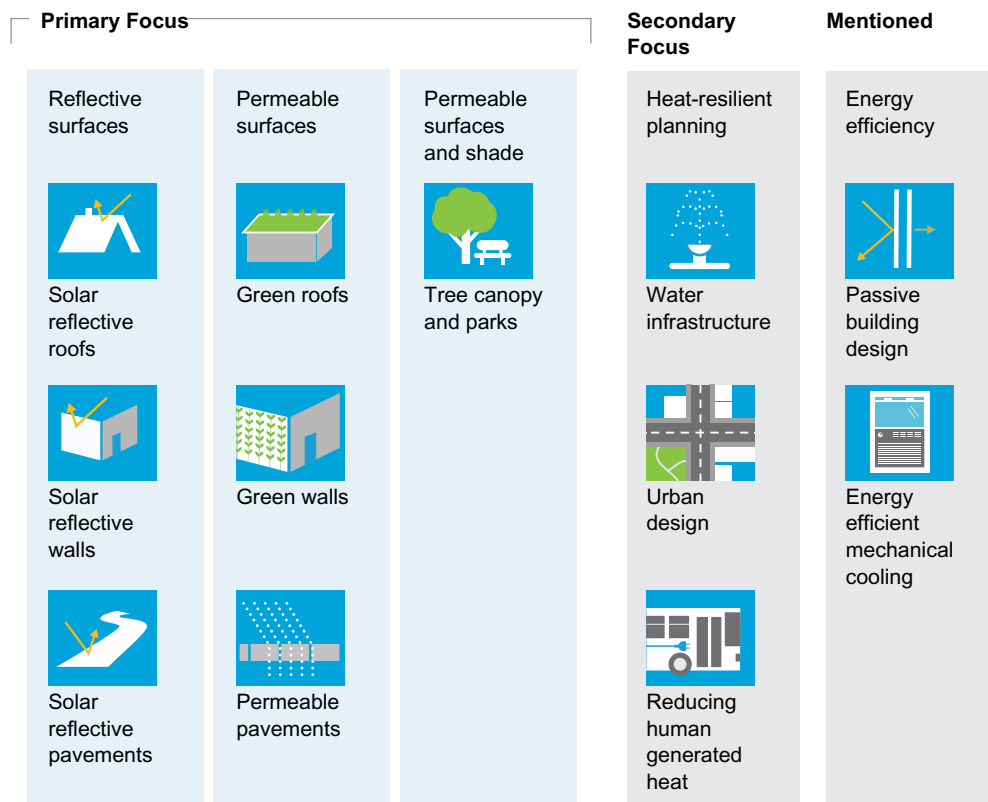 Primary Focus
Secondary
Focus
Mentioned
Reflective
surfaces
Solar
reflective
roofs
Solar
reflective
walls
Solar
reflective
pavements
Permeable
surfaces
Green roofs
Green walls
Permeable
pavements
Permeable
surfaces
and shade
Tree canopy
and parks
Heat-resilient
planning
Water
infrastructure
Urban
design
Reducing
human
generated
heat
Energy
efficiency
Passive
building
design
Energy
efficient
mechanical
cooling